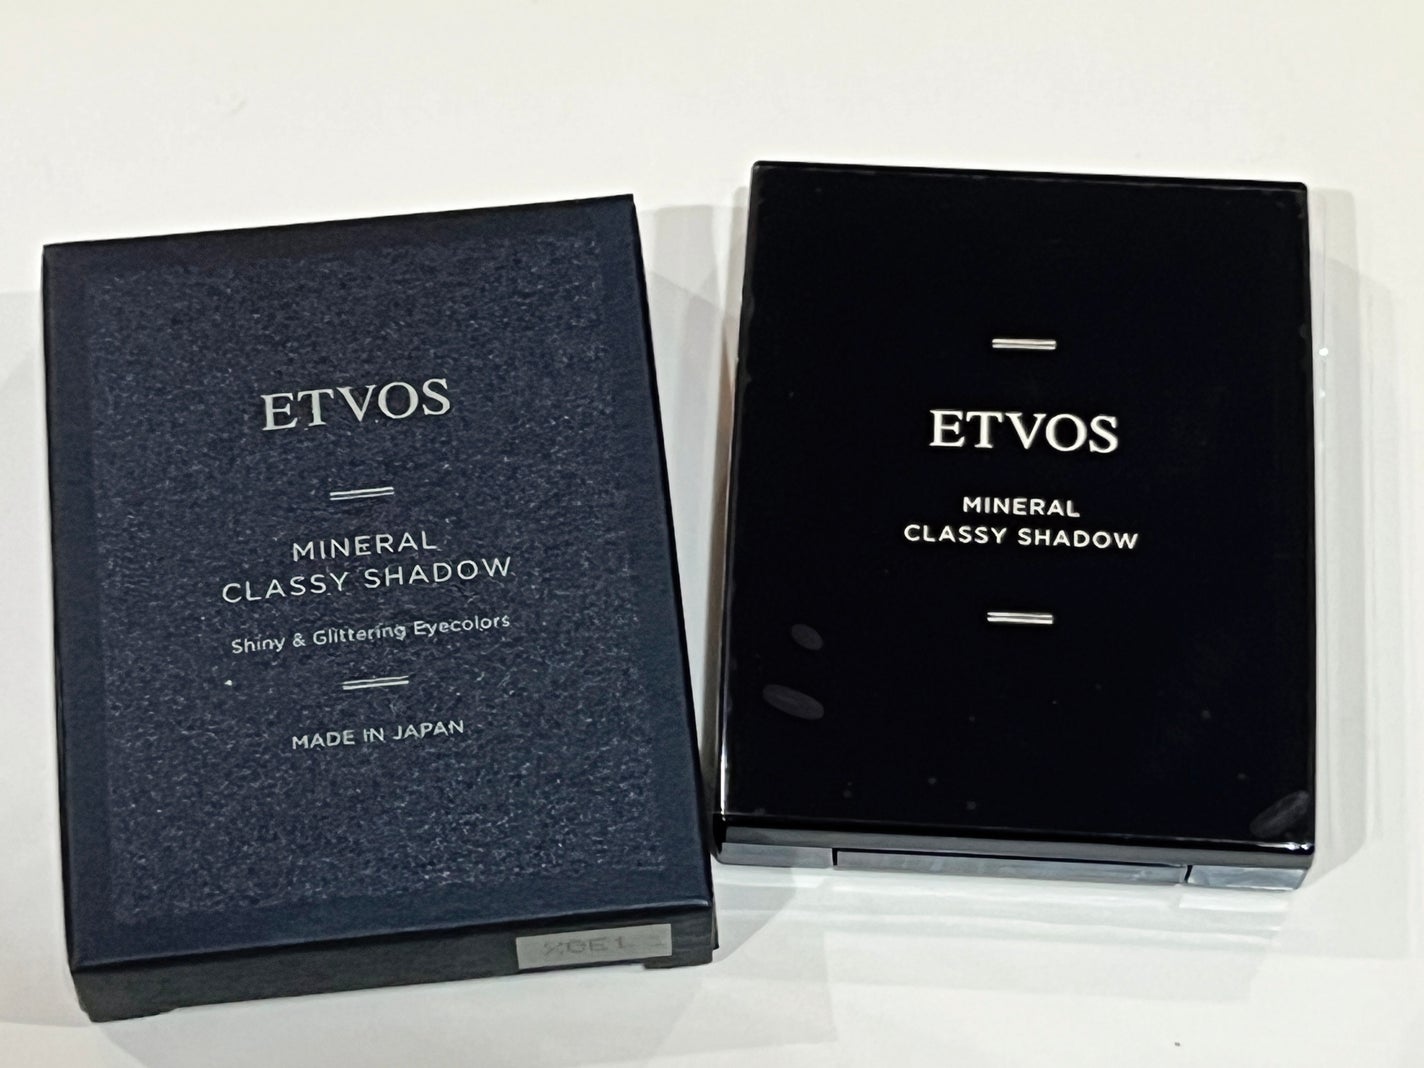 ETVOS
MINERAL
CLASSY SHADOW
Shiny & Glittering Eyecolors
MADE IN JAPAN
ETVOS
MINERAL
CLASSY SHADOW